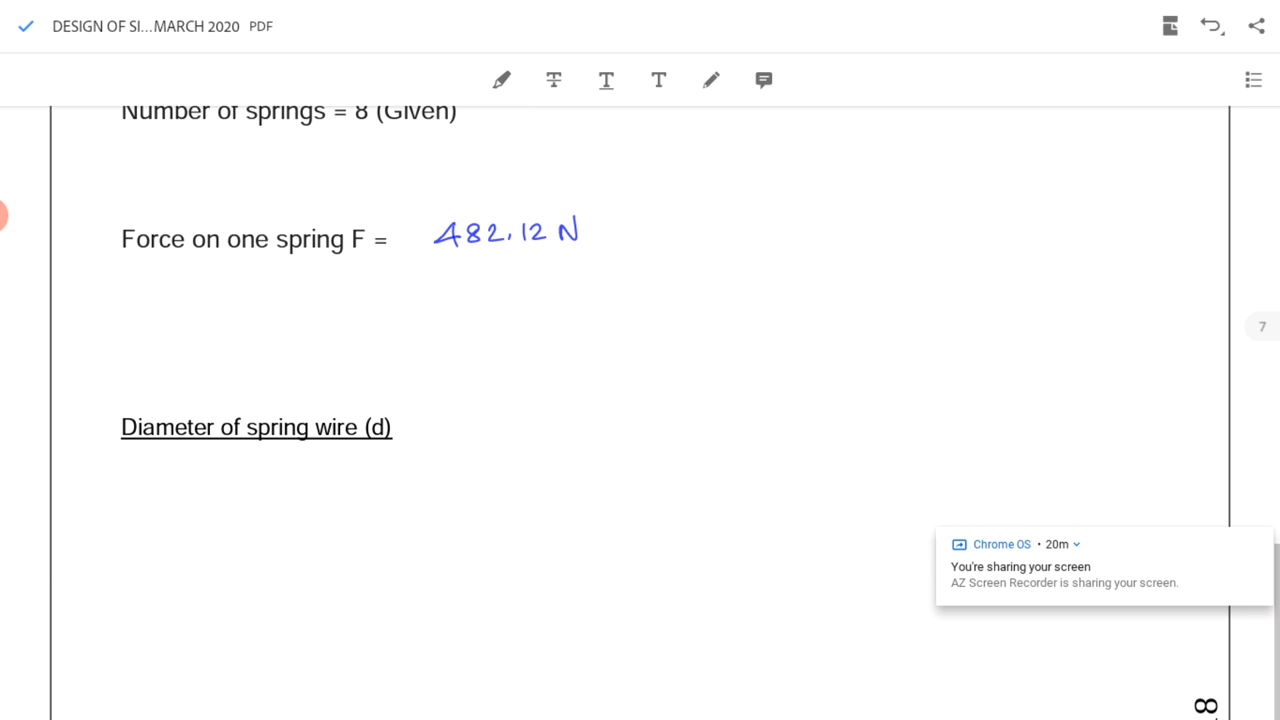 DESIGN OF SI...MARCH 2020 PDF
Number of springs = 8 (Given)
Force on one spring F = 482.12 N
7
Diameter of spring wire (d)
Chrome OS • 20m
You're sharing your screen
AZ Screen Recorder is sharing your screen.
8